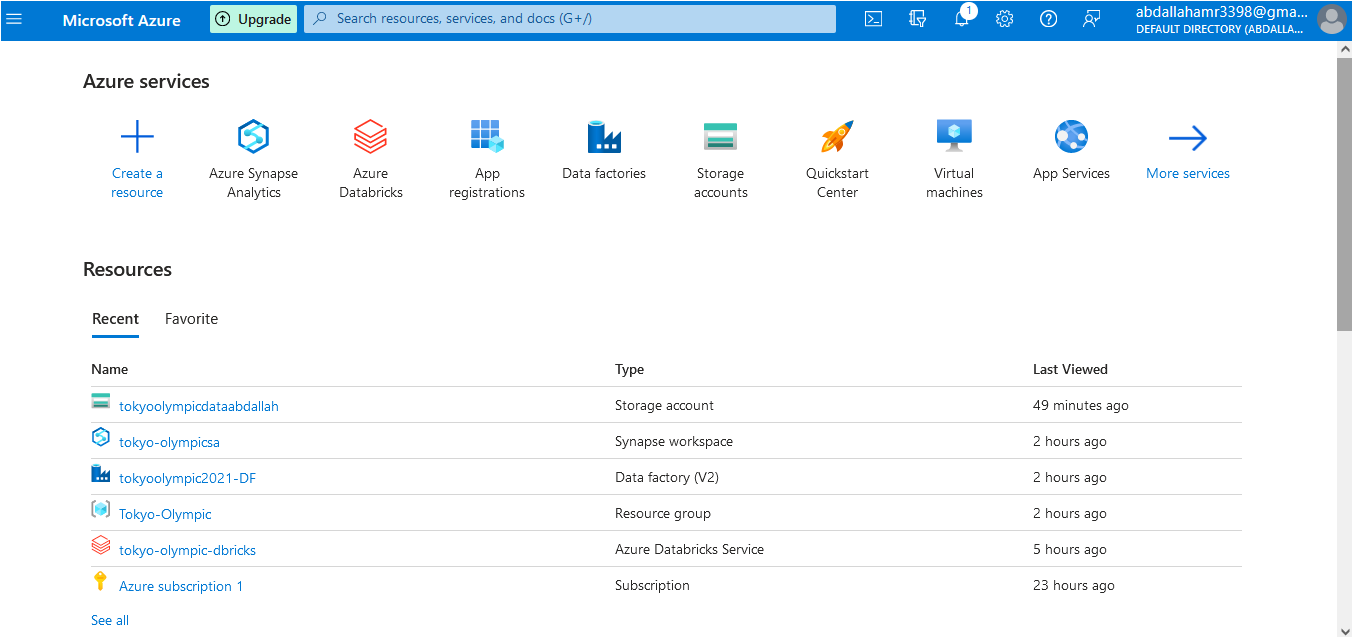 Microsoft Azure
Upgrade
Search resources, services, and docs (G+/)
1
abdallahamr3398@gma...
DEFAULT DIRECTORY (ABDALLA...
Azure services
Create a
resource
Azure Synapse
Analytics
Azure
Databricks
App
registrations
Data factories
Storage
accounts
Quickstart
Center
Virtual
machines
App Services
More services
Resources
Recent Favorite
Name Type Last Viewed
tokyoolympicdataabdallah Storage account 49 minutes ago
tokyo-olympicsa Synapse workspace 2 hours ago
tokyoolympic2021-DF Data factory (V2) 2 hours ago
Tokyo-Olympic Resource group 2 hours ago
tokyo-olympic-dbricks Azure Databricks Service 5 hours ago
Azure subscription 1 Subscription 23 hours ago
See all